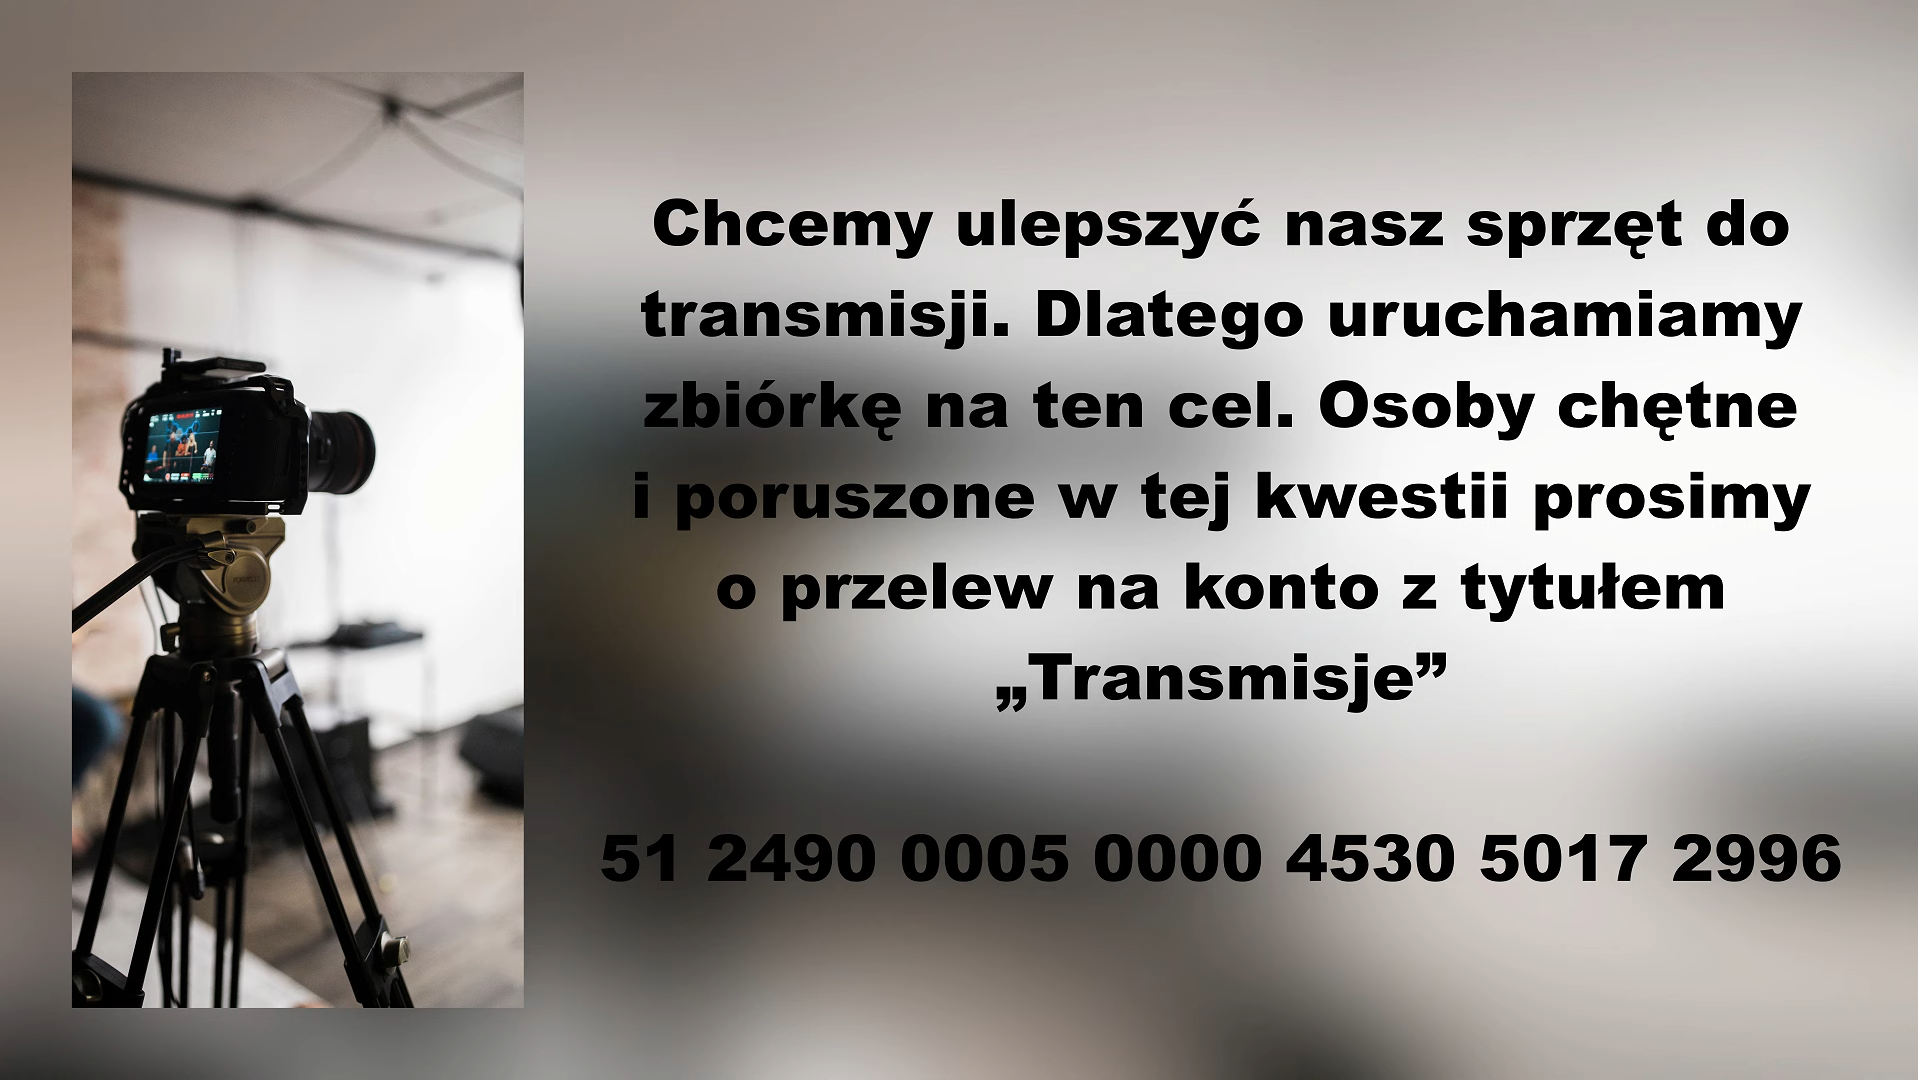 Chcemy ulepszyć nasz sprzęt do
transmisji. Dlatego uruchamiamy
zbiórkę na ten cel. Osoby chętne
i poruszone w tej kwestii prosimy
o przelew na konto z tytułem
„Transmisje”
51 2490 0005 0000 4530 5017 2996